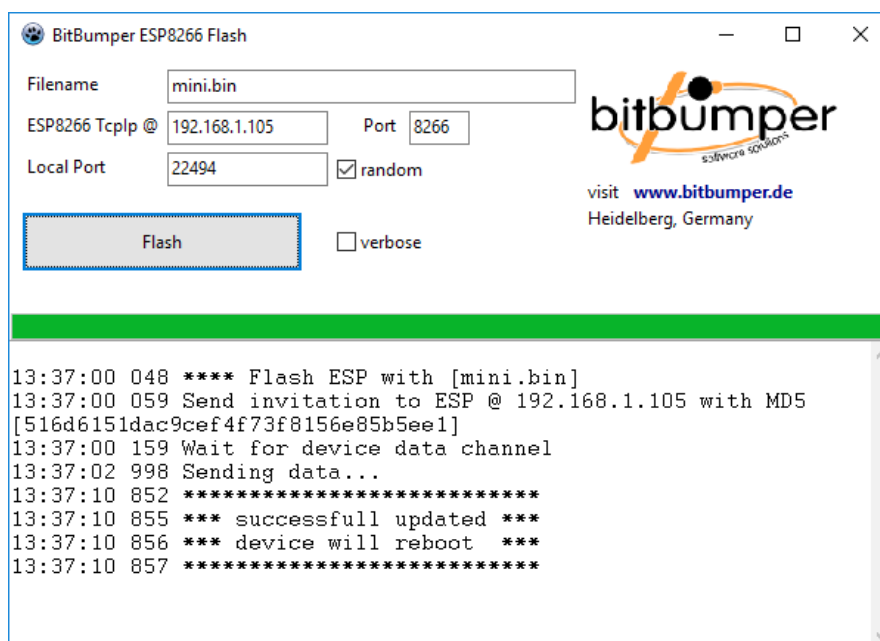 BitBumper ESP8266 Flash
Filename mini.bin
ESP8266 TcpIp @ 192.168.1.105 Port 8266
Local Port 22494 random
bitbumper
software solutions
visit www.bitbumper.de
Heidelberg, Germany
Flash verbose
13:37:00 048 **** Flash ESP with [mini.bin]
13:37:00 059 Send invitation to ESP @ 192.168.1.105 with MD5
[516d6151dac9cef4f73f8156e85b5ee1]
13:37:00 159 Wait for device data channel
13:37:02 998 Sending data...
13:37:10 852 ***************************
13:37:10 855 *** successfull updated ***
13:37:10 856 *** device will reboot  ***
13:37:10 857 ***************************